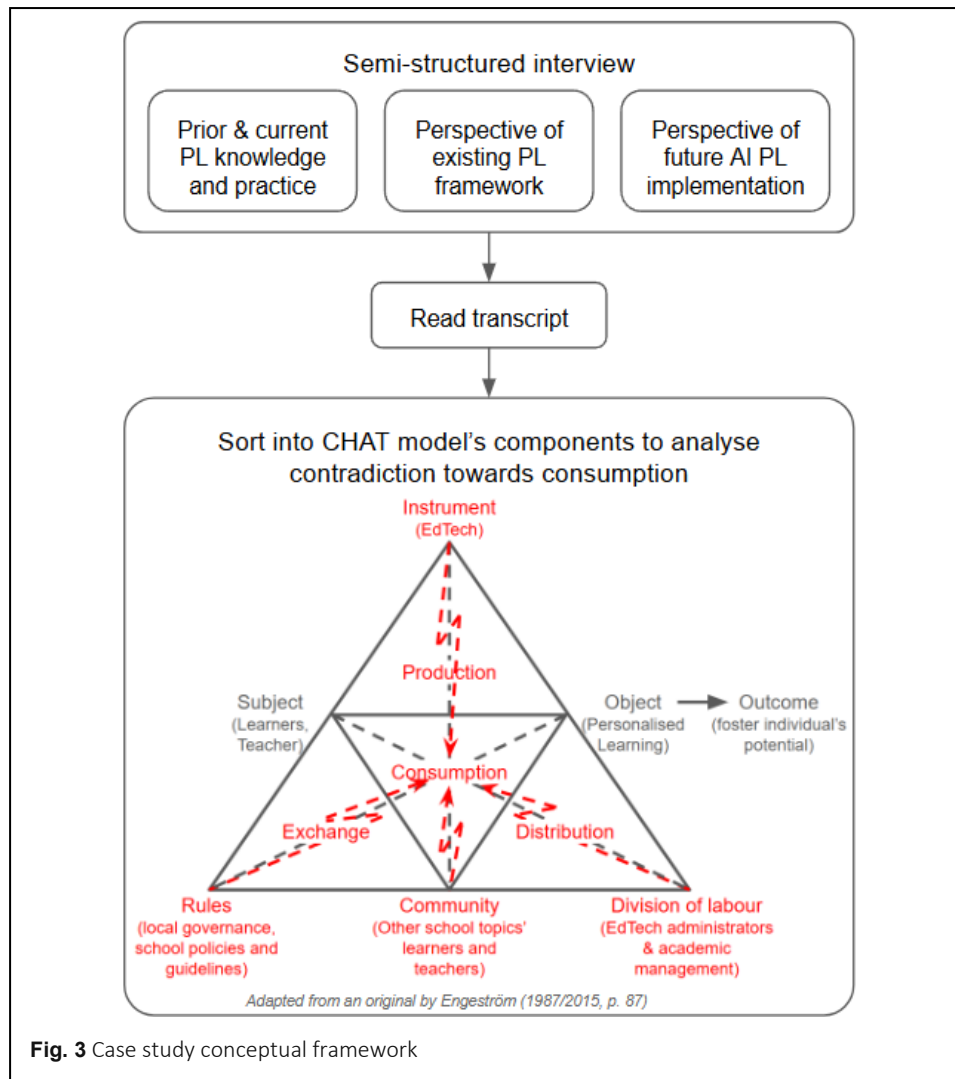 Semi-structured interview
Prior & current
PL knowledge
and practice
Perspective of
existing PL
framework
Perspective of
future AI PL
implementation
Read transcript
Sort into CHAT model's components to analyse
contradiction towards consumption
Instrument
(EdTech)
Production
Subject
(Learners,
Teacher)
Object
(Personalised
Learning)
Outcome
(foster individual's
potential)
Consumption
Exchange
Distribution
Rules
(local governance,
school policies and
guidelines)
Community
(Other school topics'
learners and
teachers)
Division of labour
(EdTech administrators
& academic
management)
Adapted from an original by Engeström (1987/2015, p. 87)
Fig. 3 Case study conceptual framework